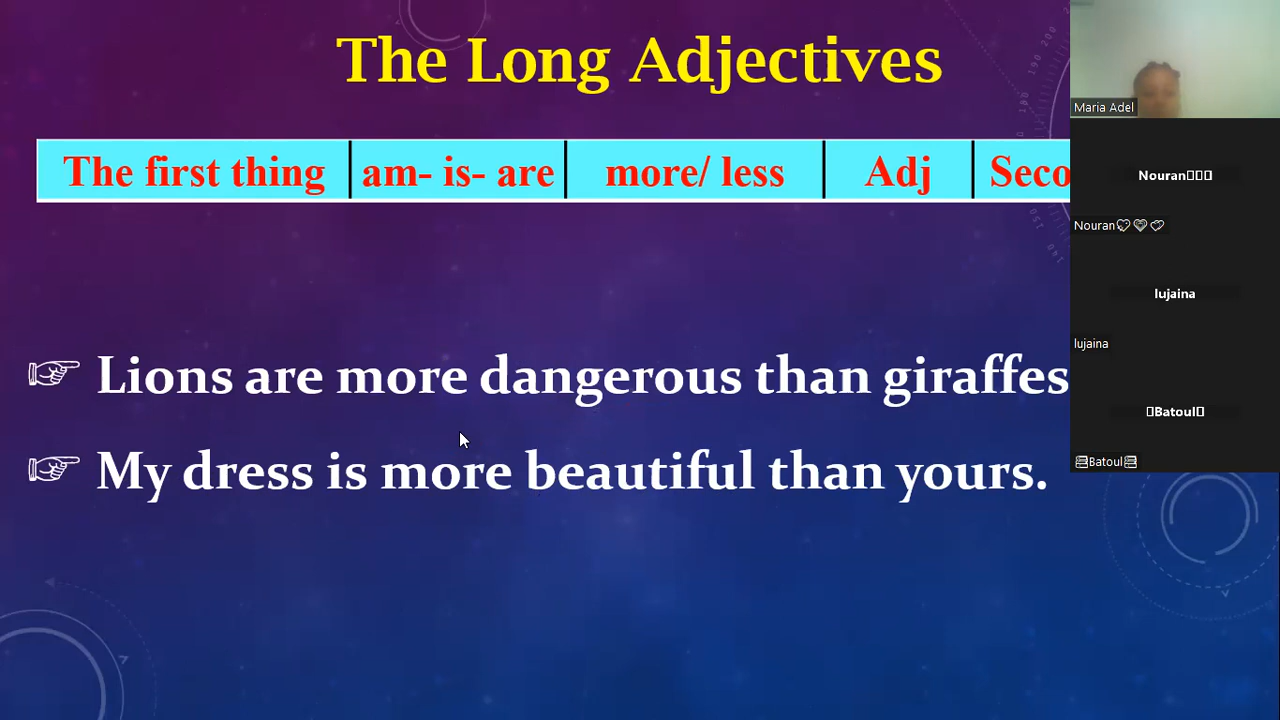 The Long Adjectives
The first thing am- is- are more/ less Adj
Lions are more dangerous than giraffes
My dress is more beautiful than yours.
Maria Adel
Nouran
Nouran
lujaina
lujaina
Batoul
Batoul